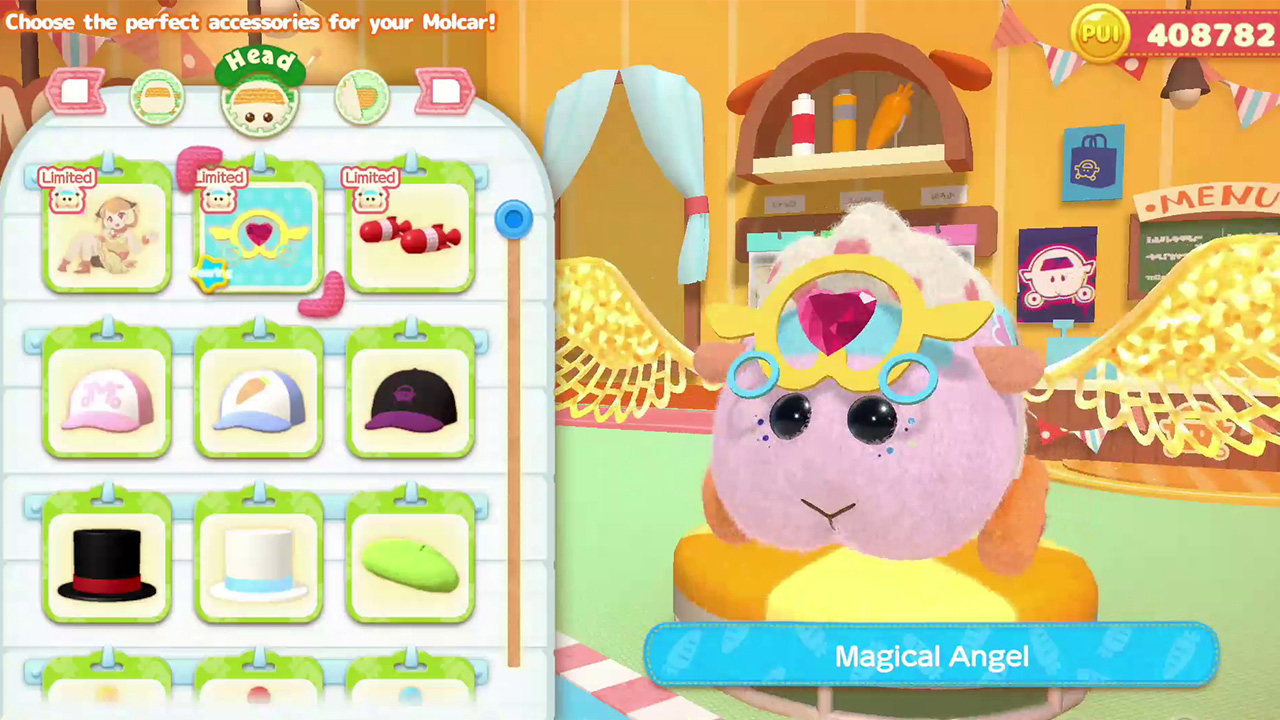 Choose the perfect accessories for your Molcar!
Head
PUI
408782
Limited
Limited
Limited
MENU
Magical Angel